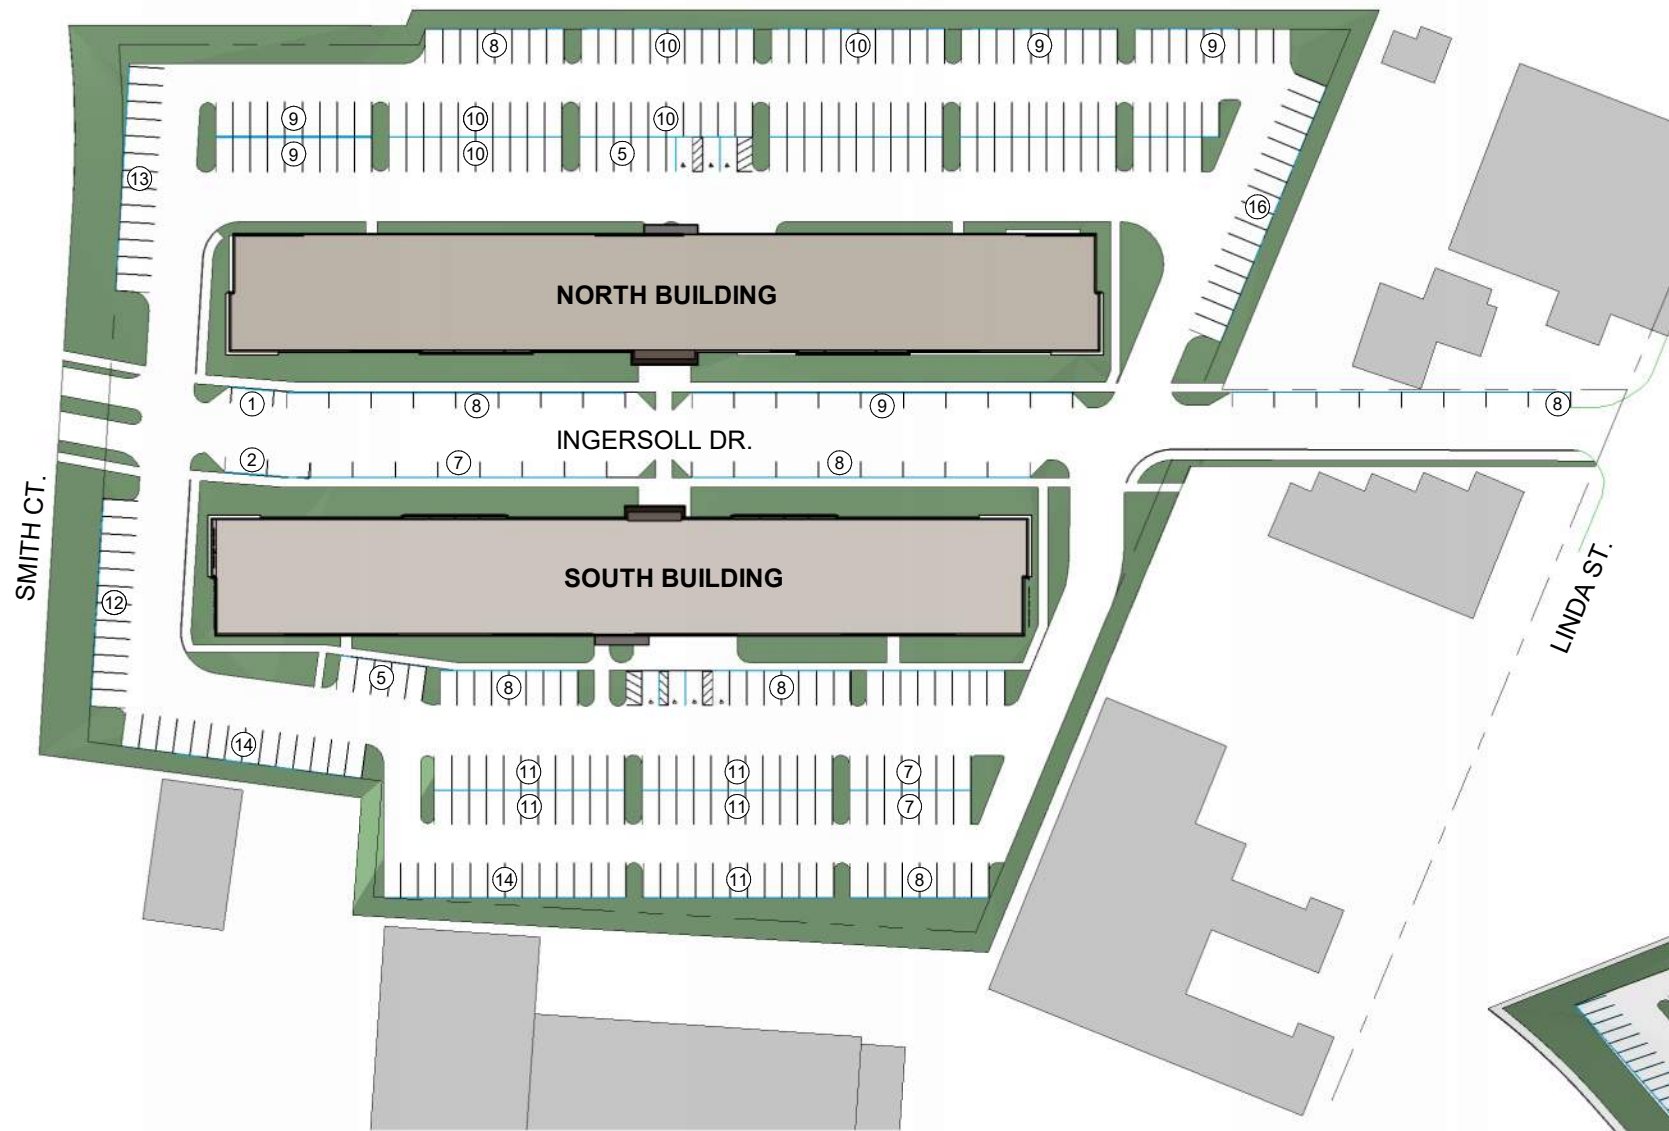 8 10 10 9 9
9 10 10
9 10 5
13
16
NORTH BUILDING
1 8 9 8
INGERSOLL DR.
2 7 8
SMITH CT.
SOUTH BUILDING
LINDA ST.
12
5 8 8
14
11 11 7
11 11 7
14 11 8